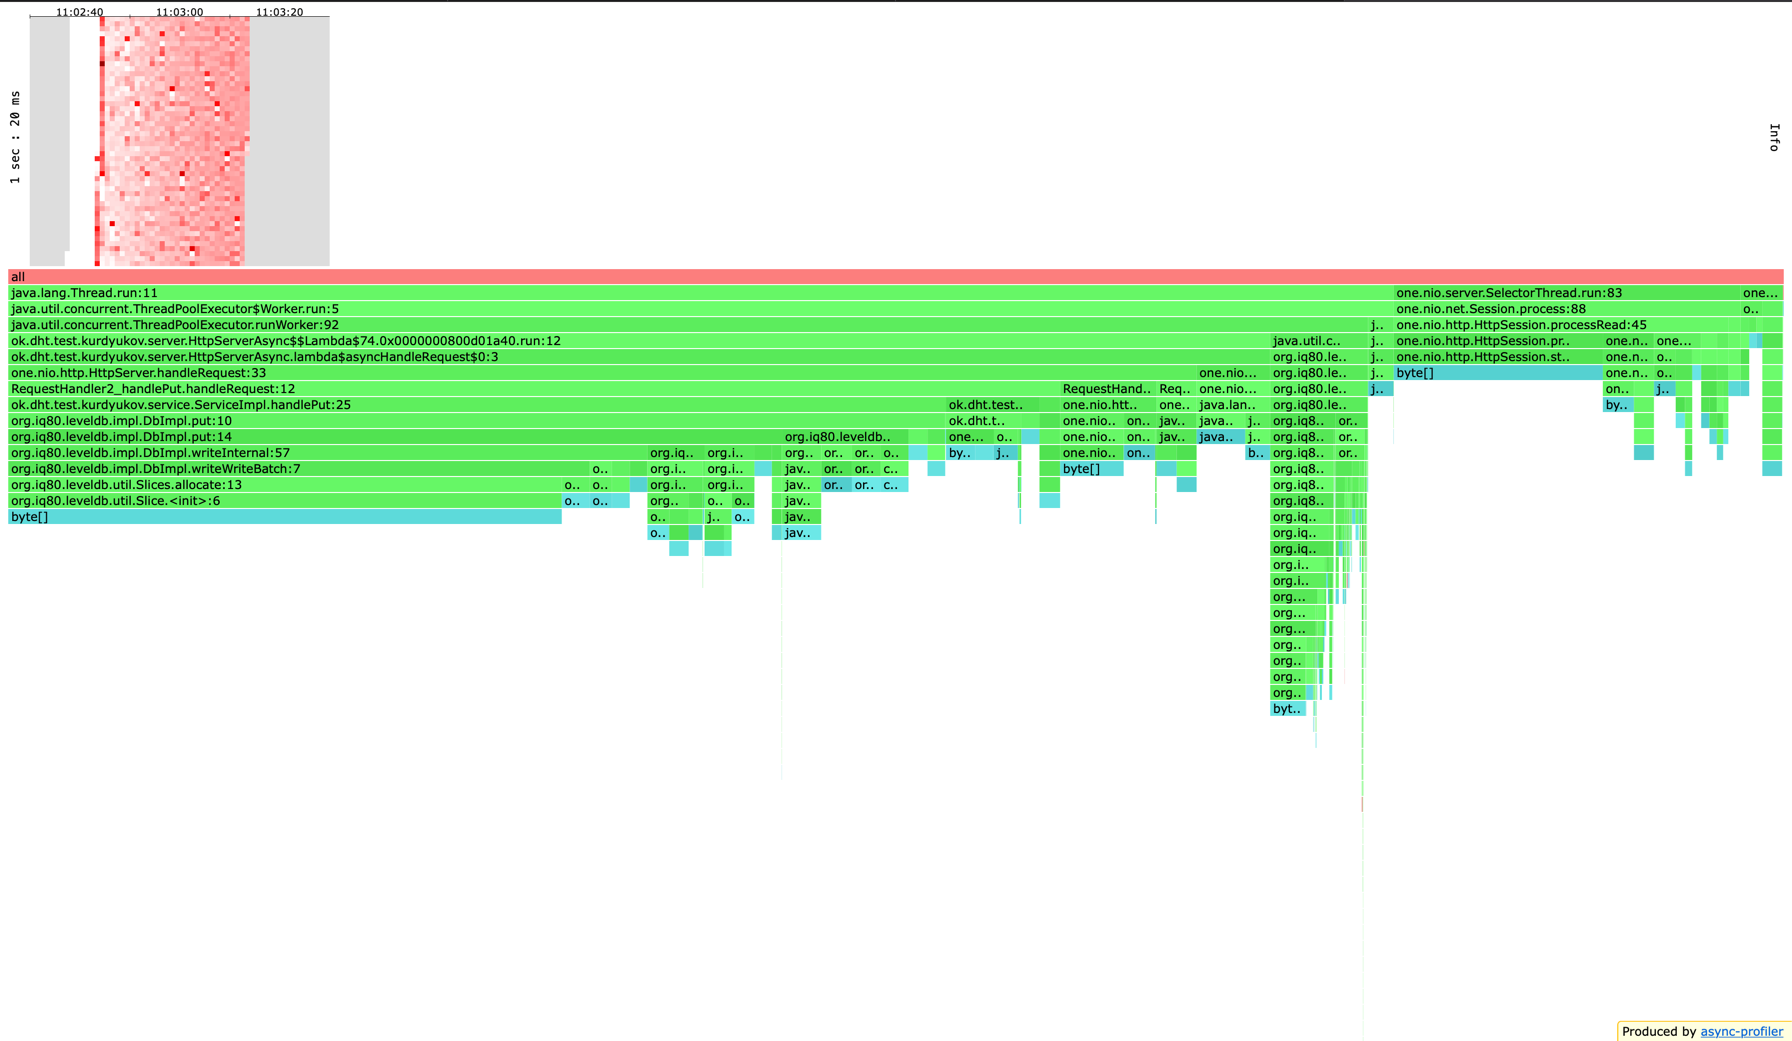 11:02:40 11:03:00 11:03:20
1 sec : 20 ms
Info
all
java.lang.Thread.run:11 one.nio.server.SelectorThread.run:83 one...
java.util.concurrent.ThreadPoolExecutor$Worker.run:5 one.nio.net.Session.process:88 o..
java.util.concurrent.ThreadPoolExecutor.runWorker:92 j.. one.nio.http.HttpSession.processRead:45
ok.dht.test.kurdyukov.server.HttpServerAsync$$Lambda$74.0x0000000800d01a40.run:12 java.util.c.. j.. one.nio.http.HttpSession.pr.. one.n.. one...
ok.dht.test.kurdyukov.server.HttpServerAsync.lambda$asyncHandleRequest$0:3 org.iq80.le.. j.. one.nio.http.HttpSession.st.. one.n.. o..
one.nio.http.HttpServer.handleRequest:33 one.nio... org.iq80.le.. j.. byte[] one.n.. o..
RequestHandler2_handlePut.handleRequest:12 RequestHand.. Req.. one.nio... org.iq80.le.. j.. on.. j..
ok.dht.test.kurdyukov.service.ServiceImpl.handlePut:25 ok.dht.test.. one.nio.htt.. one.. java.lan.. org.iq80.le.. by..
org.iq80.leveldb.impl.DbImpl.put:10 ok.dht.t.. one.nio.. on.. jav.. java.. j.. org.iq8.. or..
org.iq80.leveldb.impl.DbImpl.put:14 org.iq80.leveldb.. one... o.. one.nio.. on.. jav.. java.. j.. org.iq8.. or..
org.iq80.leveldb.impl.DbImpl.writeInternal:57 org.iq.. org.i.. org.. or.. or.. o.. by.. j.. one.nio.. on.. b.. org.iq8.. or..
org.iq80.leveldb.impl.DbImpl.writeWriteBatch:7 o.. org.i.. org.i.. jav.. or.. or.. c.. byte[] org.iq8..
org.iq80.leveldb.util.Slices.allocate:13 o.. o.. org.i.. org.i.. jav.. or.. or.. c.. org.iq8..
org.iq80.leveldb.util.Slice.<init>:6 o.. o.. org.. o.. o.. jav.. org.iq8..
byte[] o.. j.. o.. jav.. org.iq..
o.. jav.. org.iq..
org.iq..
org.i..
org.i..
org...
org...
org...
org..
org..
org..
org..
byt..
Produced by async-profiler